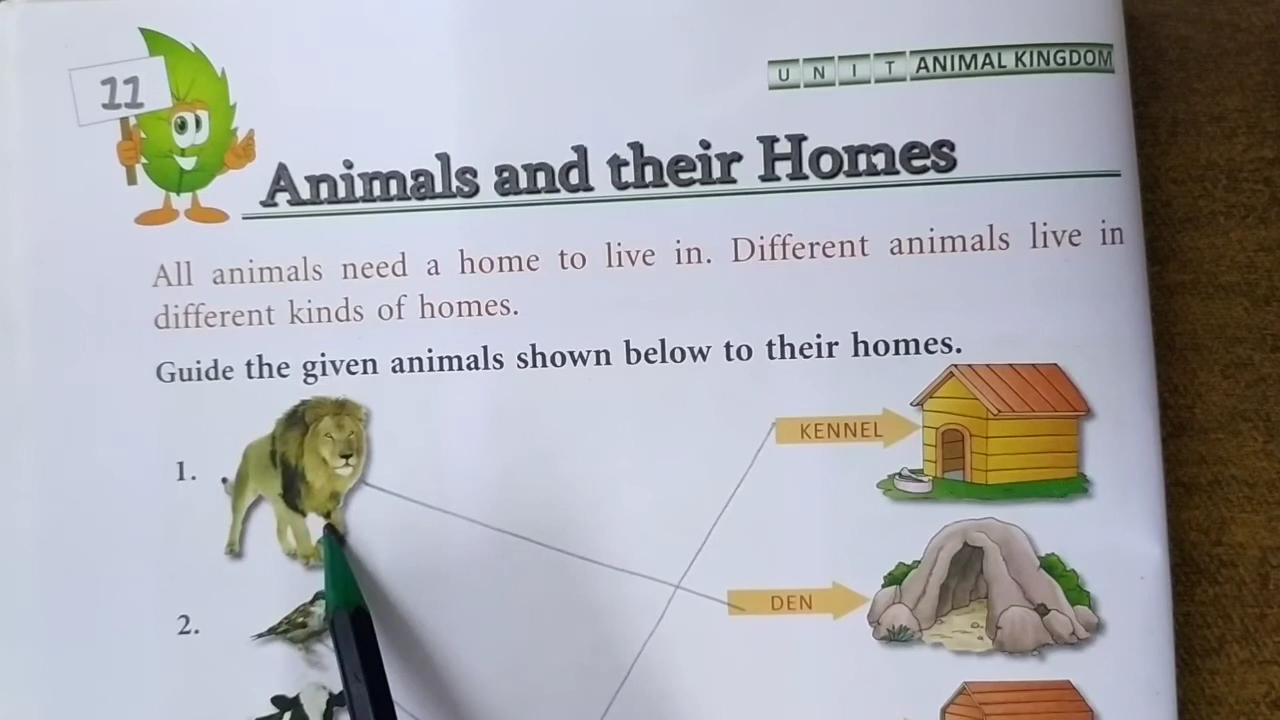 11
UNIT ANIMAL KINGDOM
Animals and their Homes
All animals need a home to live in. Different animals live in
different kinds of homes.
Guide the given animals shown below to their homes.
1.
KENNEL
2.
DEN